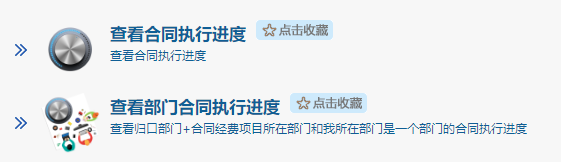 查看合同执行进度 点击收藏
查看合同执行进度
查看部门合同执行进度 点击收藏
查看归口部门+合同经费项目所在部门和我所在部门是一个部门的合同执行进度